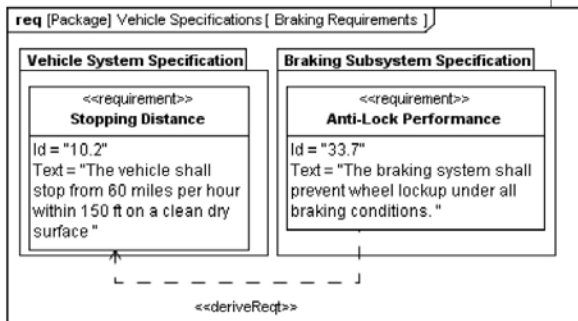 req [Package] Vehicle Specifications [ Braking Requirements ]
Vehicle System Specification
<<requirement>>
Stopping Distance
Id = "10.2"
Text = "The vehicle shall
stop from 60 miles per hour
within 150 ft on a clean dry
surface "
Braking Subsystem Specification
<<requirement>>
Anti-Lock Performance
Id = "33.7"
Text = "The braking system shall
prevent wheel lockup under all
braking conditions. "
<<deriveReqt>>